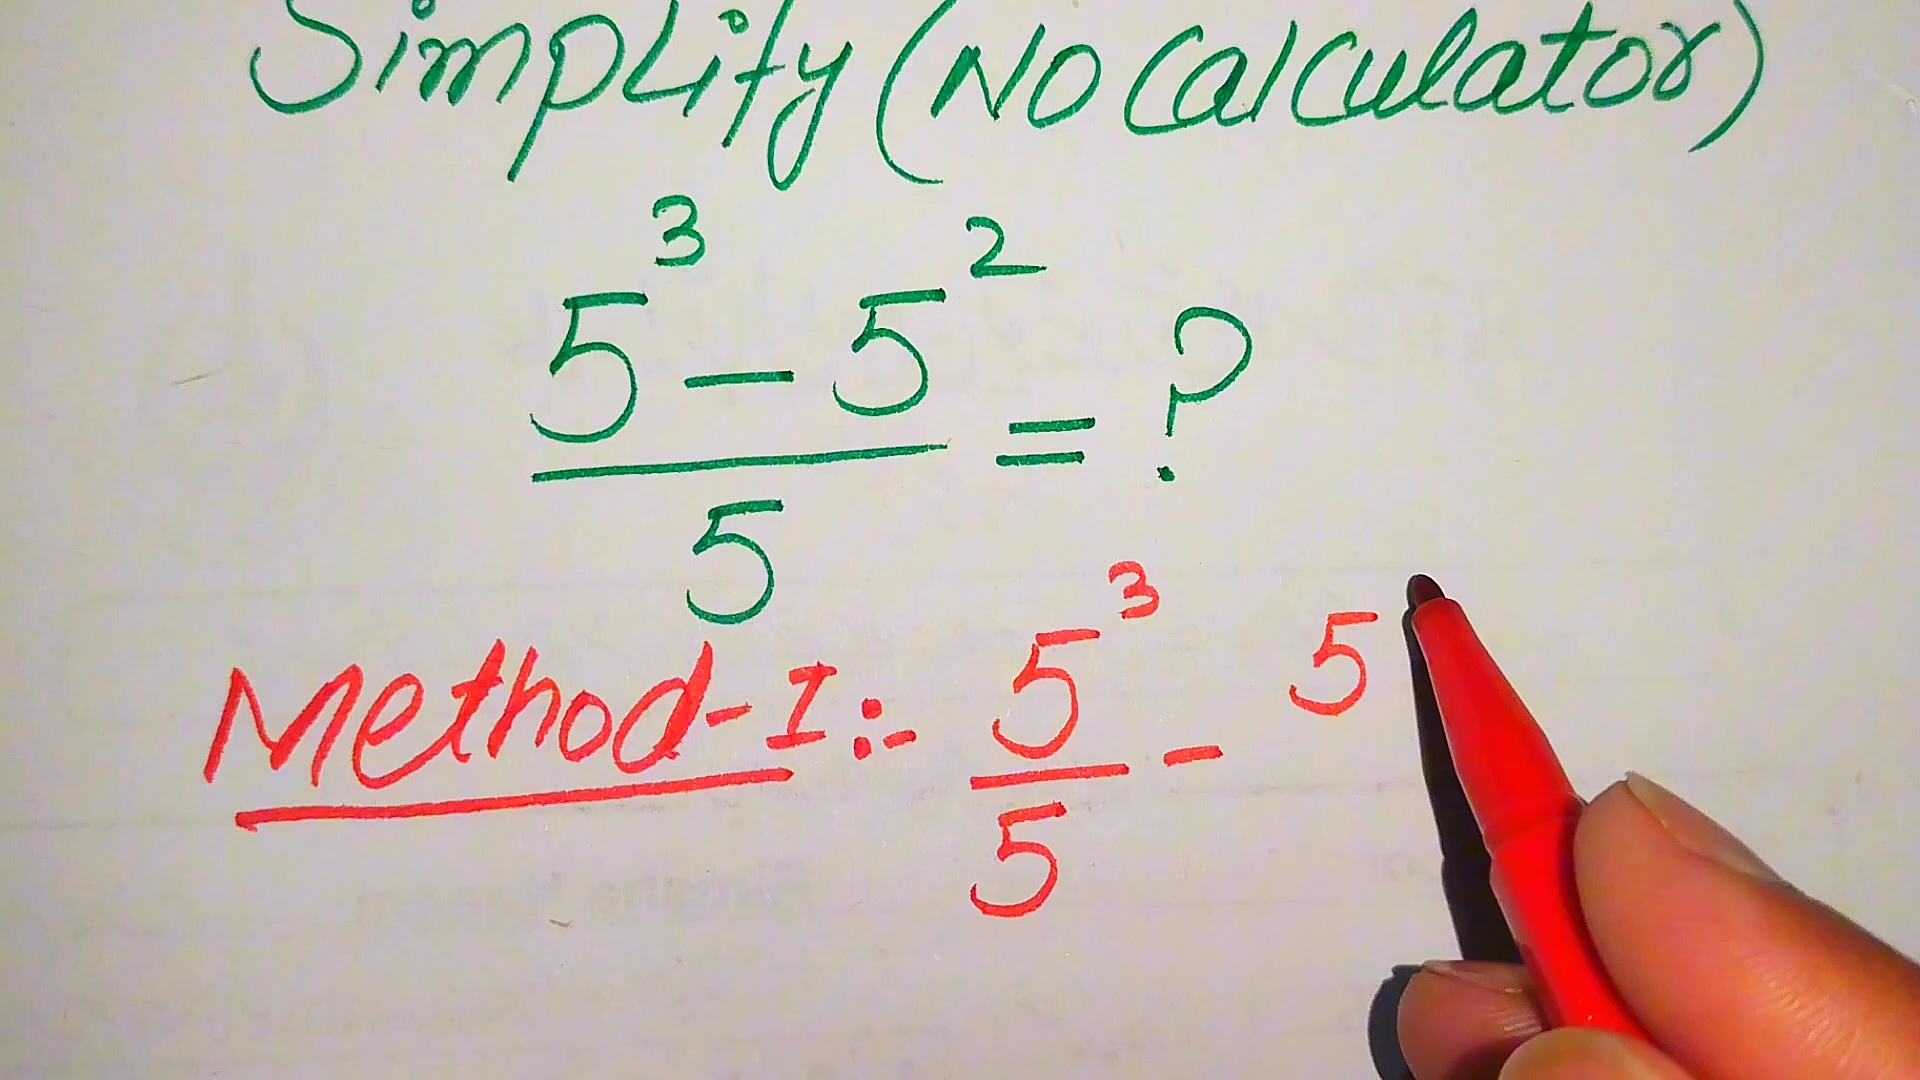 Simplify (No Calculator)
5³ - 5²
—— = ?
5
Method-I:- 5³/5 - 5